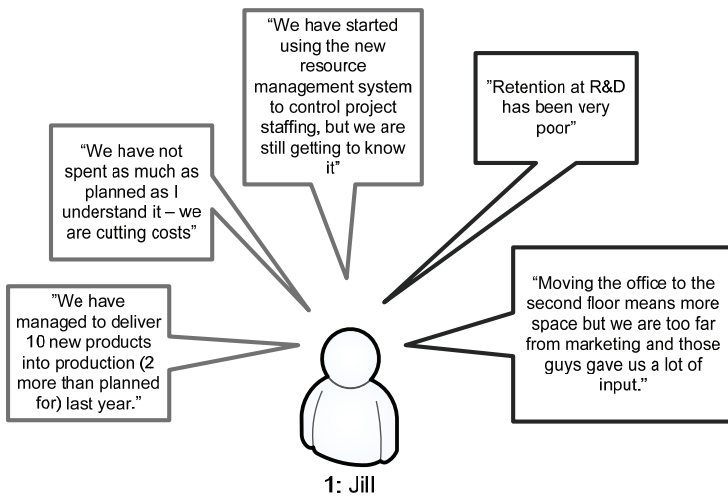 “We have started
using the new
resource
management system
to control project
staffing, but we are
still getting to know
it”
”Retention at R&D
has been very
poor”
“We have not
spent as much as
planned as I
understand it – we
are cutting costs”
“Moving the office to the
second floor means more
space but we are too far
from marketing and those
guys gave us a lot of
input.”
”We have
managed to deliver
10 new products
into production (2
more than planned
for) last year.”
1: Jill